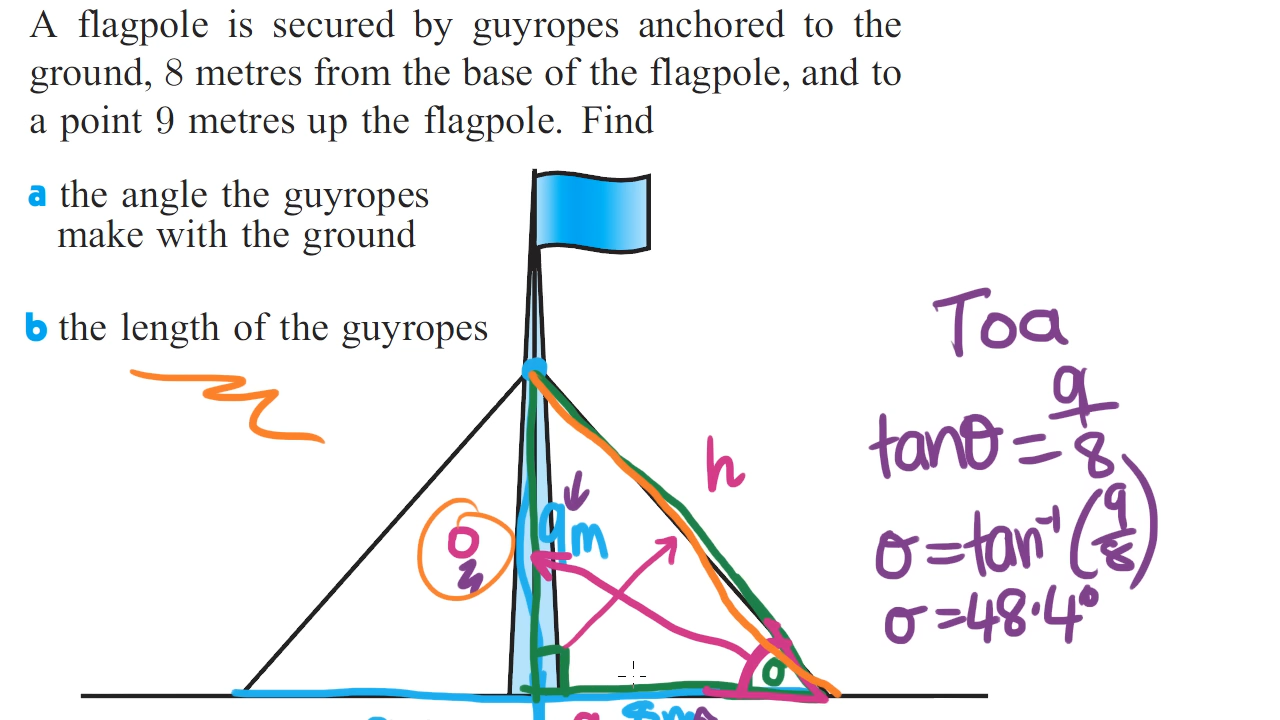 A flagpole is secured by guyropes anchored to the
ground, 8 metres from the base of the flagpole, and to
a point 9 metres up the flagpole. Find
a the angle the guyropes
make with the ground
b the length of the guyropes
Toa
tanθ = 9/8
θ = tan⁻¹(9/8)
θ = 48.4°
h
o
9m
θ
8m